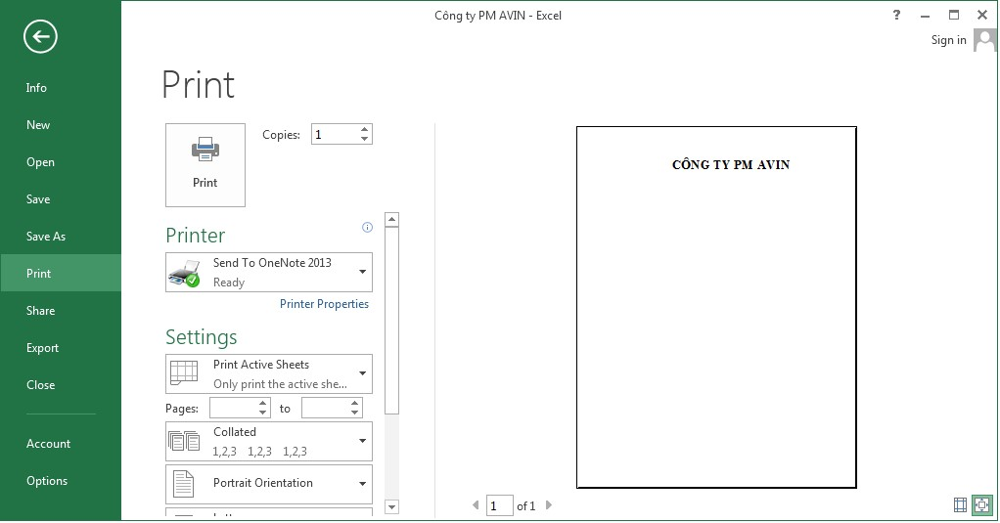 Công ty PM AVIN - Excel
?
Sign in
Info
New
Open
Save
Save As
Print
Share
Export
Close
Account
Options
Print
Print
Copies: 1
Printer
Send To OneNote 2013
Ready
Printer Properties
Settings
Print Active Sheets
Only print the active she...
Pages: to
Collated
1,2,3 1,2,3 1,2,3
Portrait Orientation
CÔNG TY PM AVIN
1 of 1